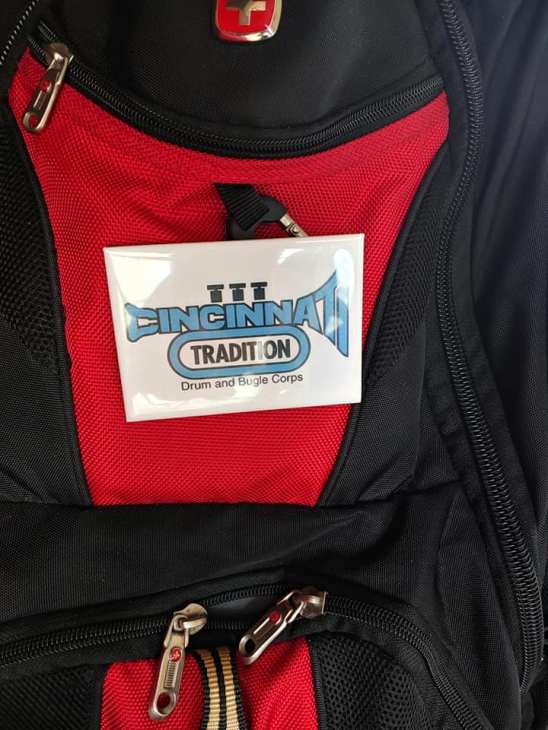 CINCINNATI
TRADITION
Drum and Bugle Corps